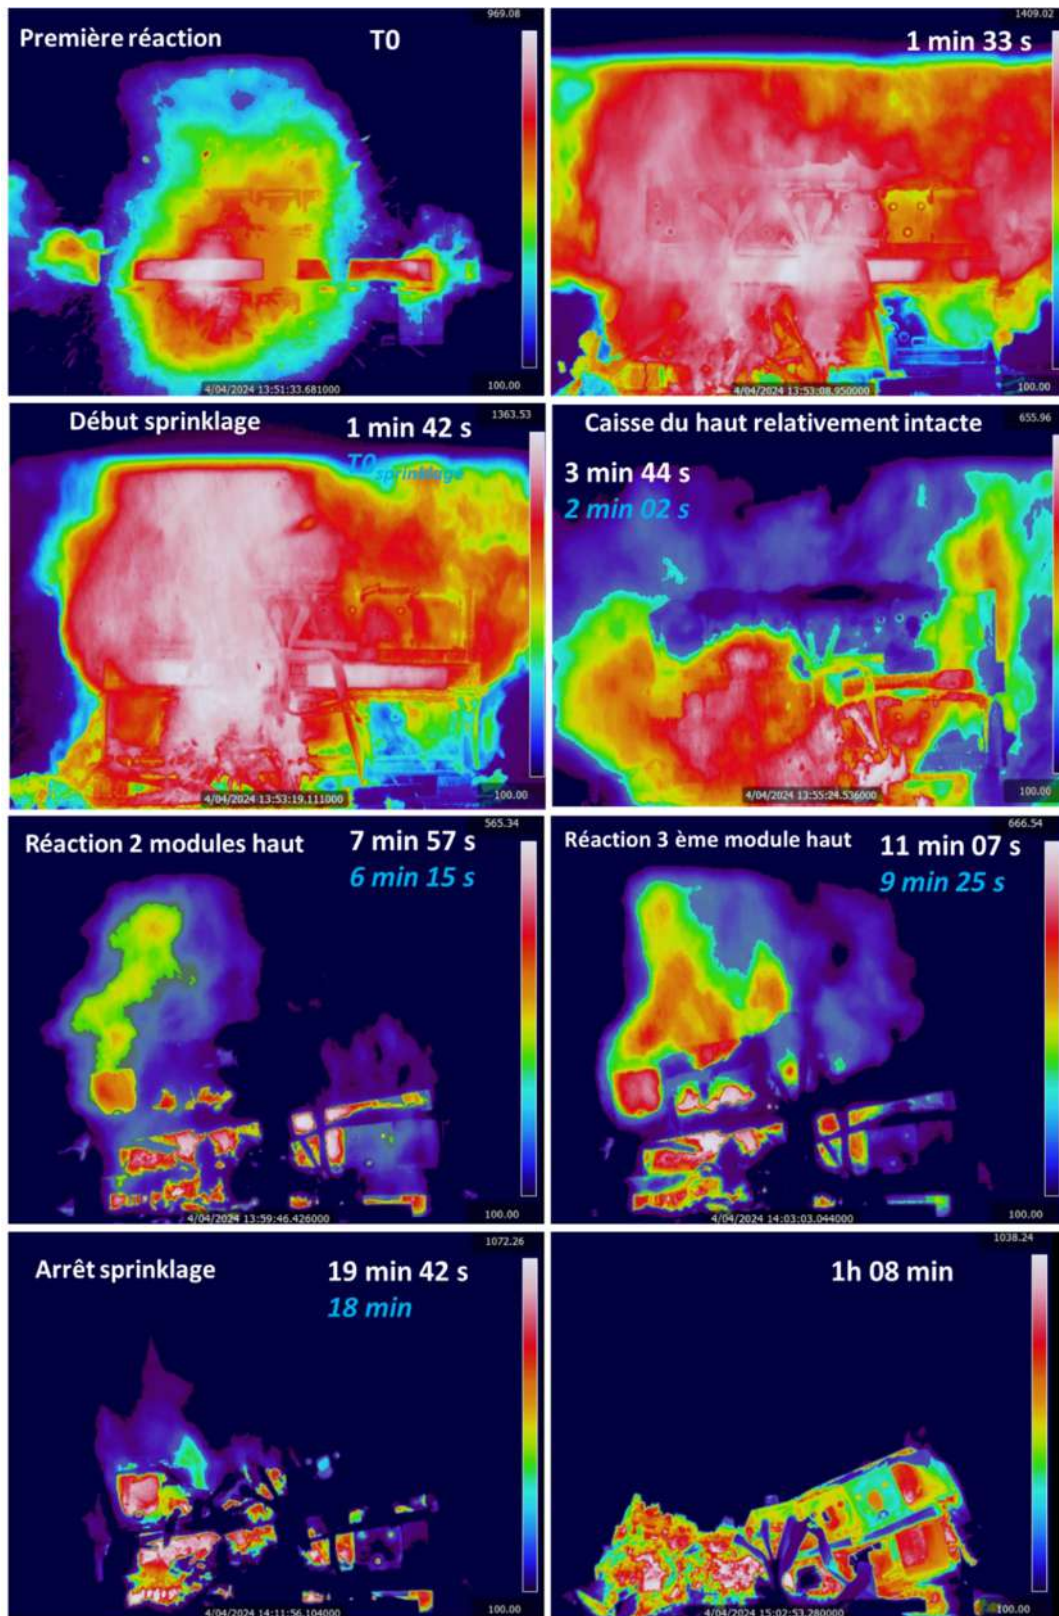 Première réaction
T0
969.08
100.00
4/04/2024 13:51:33.681000
1409.02
1 min 33 s
100.00
4/04/2024 13:53:08.950000
Début sprinklage
1363.53
1 min 42 s
T0sprinklage
100.00
4/04/2024 13:53:19.111000
Caisse du haut relativement intacte
655.96
3 min 44 s
2 min 02 s
100.00
4/04/2024 13:55:24.536000
565.34
Réaction 2 modules haut
7 min 57 s
6 min 15 s
100.00
4/04/2024 13:59:46.426000
666.54
Réaction 3 ème module haut
11 min 07 s
9 min 25 s
100.00
4/04/2024 14:03:03.044000
1072.26
Arrêt sprinklage
19 min 42 s
18 min
100.00
4/04/2024 14:11:56.104000
1038.24
1h 08 min
100.00
4/04/2024 15:02:53.280000